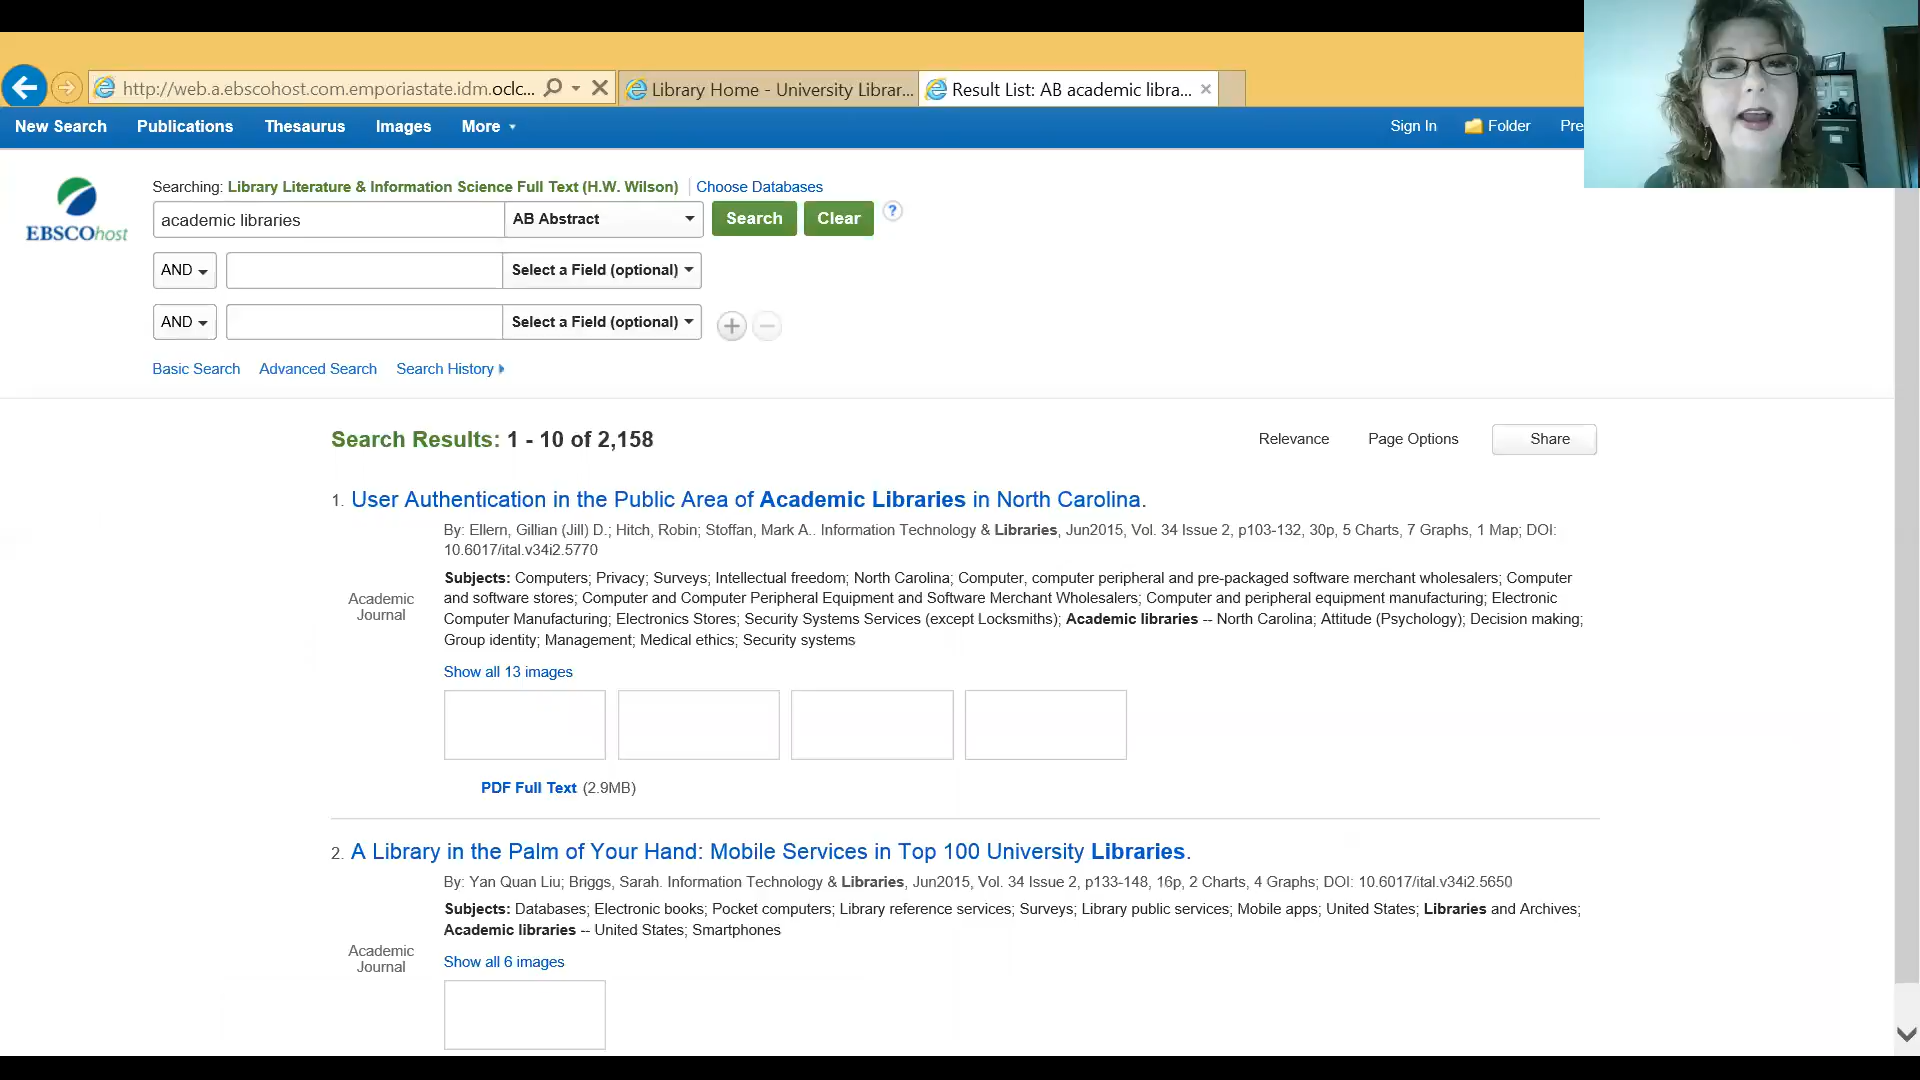 http://web.a.ebscohost.com.emporiastate.idm.oclc...
Library Home - University Librar...
Result List: AB academic libra...
New Search Publications Thesaurus Images More
Sign In Folder Pre
Searching: Library Literature & Information Science Full Text (H.W. Wilson) Choose Databases
EBSCOhost
academic libraries AB Abstract Search Clear ?
AND Select a Field (optional)
AND Select a Field (optional)
Basic Search Advanced Search Search History
Search Results: 1 - 10 of 2,158 Relevance Page Options Share
1. User Authentication in the Public Area of Academic Libraries in North Carolina.
By: Ellern, Gillian (Jill) D.; Hitch, Robin; Stoffan, Mark A.. Information Technology & Libraries, Jun2015, Vol. 34 Issue 2, p103-132, 30p, 5 Charts, 7 Graphs, 1 Map; DOI:
10.6017/ital.v34i2.5770
Academic
Journal
Subjects: Computers; Privacy; Surveys; Intellectual freedom; North Carolina; Computer, computer peripheral and pre-packaged software merchant wholesalers; Computer
and software stores; Computer and Computer Peripheral Equipment and Software Merchant Wholesalers; Computer and peripheral equipment manufacturing; Electronic
Computer Manufacturing; Electronics Stores; Security Systems Services (except Locksmiths); Academic libraries -- North Carolina; Attitude (Psychology); Decision making;
Group identity; Management; Medical ethics; Security systems
Show all 13 images
PDF Full Text (2.9MB)
2. A Library in the Palm of Your Hand: Mobile Services in Top 100 University Libraries.
By: Yan Quan Liu; Briggs, Sarah. Information Technology & Libraries, Jun2015, Vol. 34 Issue 2, p133-148, 16p, 2 Charts, 4 Graphs; DOI: 10.6017/ital.v34i2.5650
Academic
Journal
Subjects: Databases; Electronic books; Pocket computers; Library reference services; Surveys; Library public services; Mobile apps; United States; Libraries and Archives;
Academic libraries -- United States; Smartphones
Show all 6 images